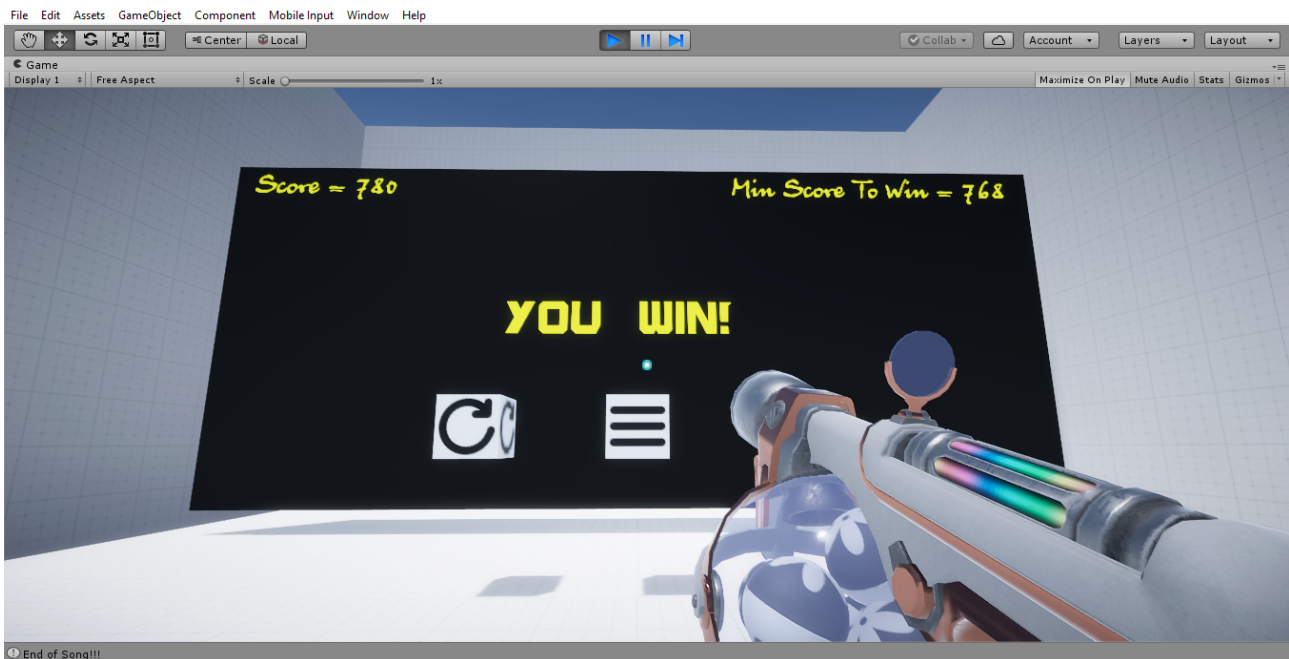 File Edit Assets GameObject Component Mobile Input Window Help
Center Local Collab Account Layers Layout
Game
Display 1 Free Aspect Scale 1x Maximize On Play Mute Audio Stats Gizmos
Score = 780 Min Score To Win = 768
YOU WIN!
End of Song!!!